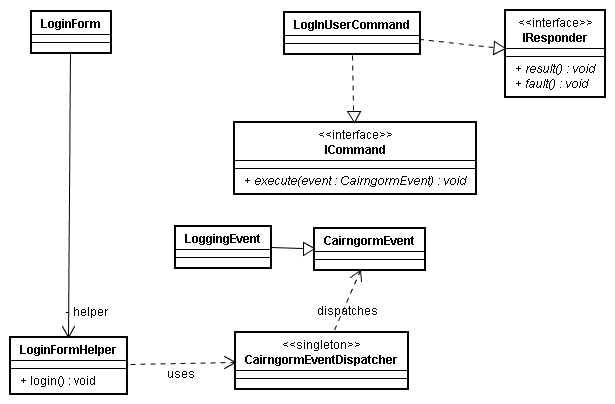 LoginForm
LogInUserCommand
<<interface>>
IResponder
+ result() : void
+ fault() : void
<<interface>>
ICommand
+ execute(event : CairngormEvent) : void
LoggingEvent
CairngormEvent
- helper
dispatches
LoginFormHelper
+ login() : void
uses
<<singleton>>
CairngormEventDispatcher